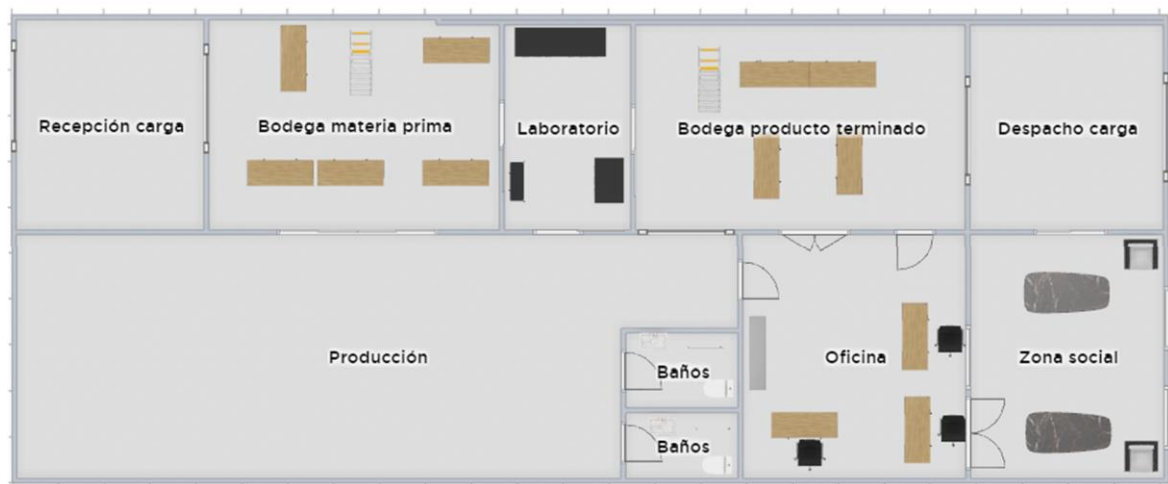 Recepción carga
Bodega materia prima
Laboratorio
Bodega producto terminado
Despacho carga
Producción
Baños
Oficina
Zona social
Baños